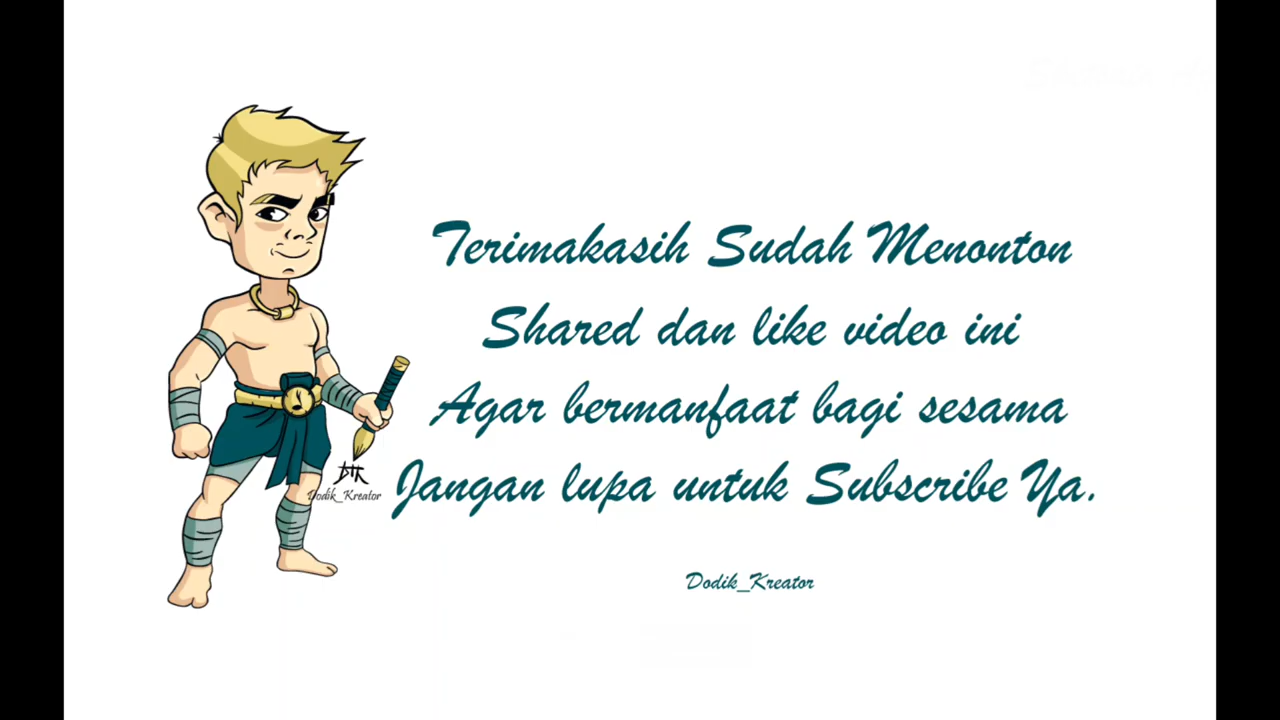 Terimakasih Sudah Menonton
Shared dan like video ini
Agar bermanfaat bagi sesama
Jangan lupa untuk Subscribe Ya.
Dodik_Kreator
Dodik_Kreator